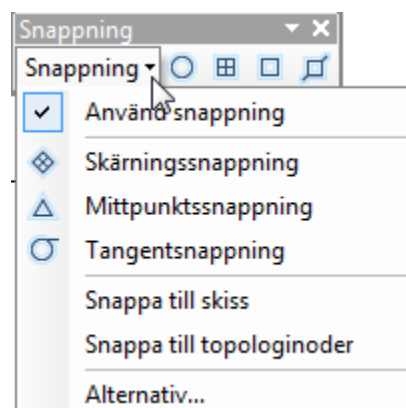 Snappning
Snappning
Använd snappning
Skärningssnappning
Mittpunktssnappning
Tangentsnappning
Snappa till skiss
Snappa till topologinoder
Alternativ...